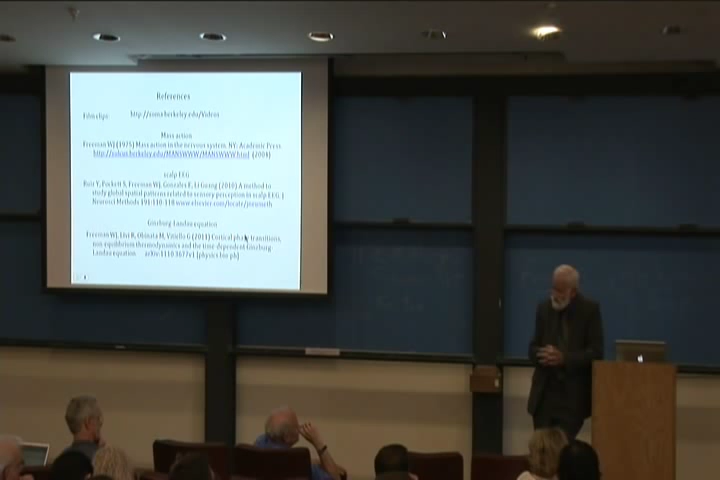 References
Film clips: http://soma.berkeley.edu/Videos
Mass action
Freeman WJ (1975) Mass action in the nervous system. NY: Academic Press.
http://sulcus.berkeley.edu/MANSWWW/MANSWWW.html (2004)
scalp EEG
Ruiz Y, Pockett S, Freeman WJ, Gonzalez E, Li Guang (2010) A method to
study global spatial patterns related to sensory perception in scalp EEG. J
Neurosci Methods 191: 110-118 www.elsevier.com/locate/jneumeth
Ginzburg-Landau equation
Freeman WJ, Livi R, Obinata M, Vitiello G (2011) Cortical phase transitions,
non-equilibrium thermodynamics and the time-dependent Ginzburg-
Landau equation arXiv:1110.3677v1 [physics.bio-ph]